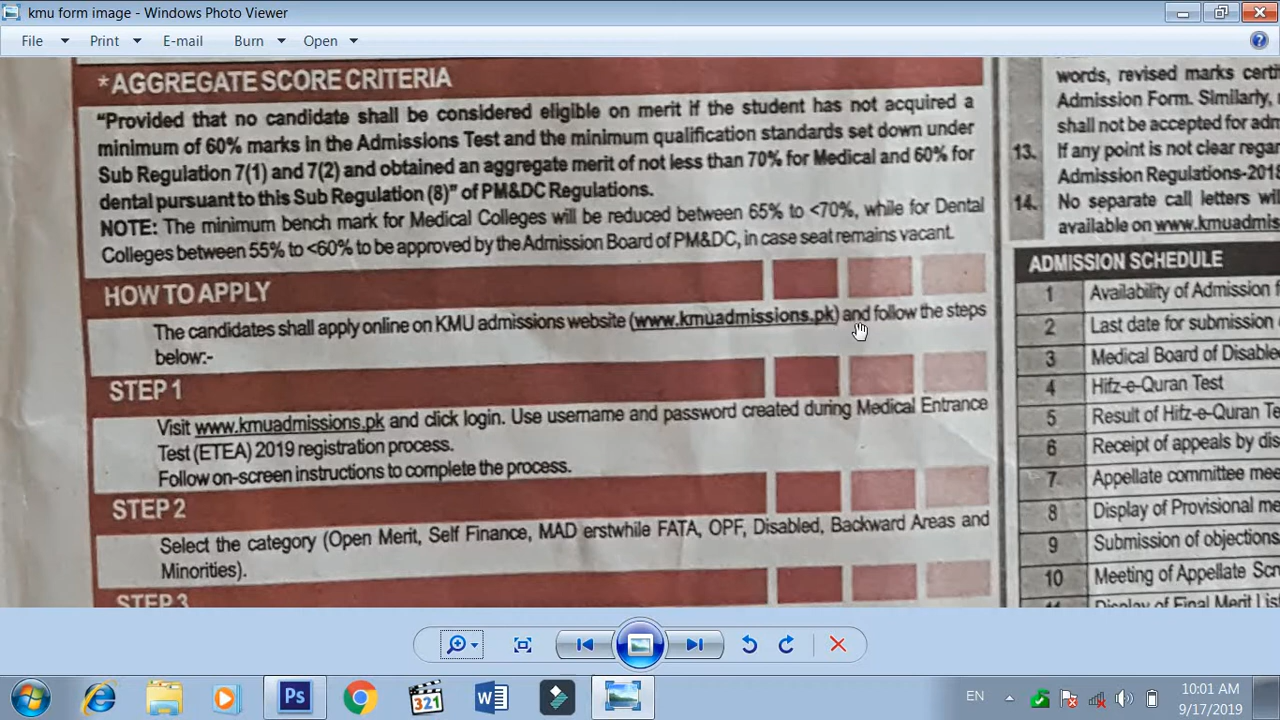 kmu form image - Windows Photo Viewer
File Print E-mail Burn Open
*AGGREGATE SCORE CRITERIA
"Provided that no candidate shall be considered eligible on merit if the student has not acquired a
minimum of 60% marks in the Admissions Test and the minimum qualification standards set down under
Sub Regulation 7(1) and 7(2) and obtained an aggregate merit of not less than 70% for Medical and 60% for
dental pursuant to this Sub Regulation (8)" of PM&DC Regulations.
NOTE: The minimum bench mark for Medical Colleges will be reduced between 65% to <70%, while for Dental
Colleges between 55% to <60% to be approved by the Admission Board of PM&DC, in case seat remains vacant.
HOW TO APPLY
The candidates shall apply online on KMU admissions website (www.kmuadmissions.pk) and follow the steps
below:-
STEP 1
Visit www.kmuadmissions.pk and click login. Use username and password created during Medical Entrance
Test (ETEA) 2019 registration process.
Follow on-screen instructions to complete the process.
STEP 2
Select the category (Open Merit, Self Finance, MAD erstwhile FATA, OPF, Disabled, Backward Areas and
Minorities).
STEP 3
words, revised marks certi
Admission Form. Similarly,
shall not be accepted for adm
13. If any point is not clear regar
Admission Regulations-2018
14. No separate call letters wil
available on www.kmuadmis
ADMISSION SCHEDULE
1 Availability of Admission f
2 Last date for submission
3 Medical Board of Disable
4 Hifz-e-Quran Test
5 Result of Hifz-e-Quran Te
6 Receipt of appeals by dis
7 Appellate committee mee
8 Display of Provisional me
9 Submission of objections
10 Meeting of Appellate Scr
11 Display of Final Merit Lis
Ps
321
W
EN
10:01 AM
9/17/2019